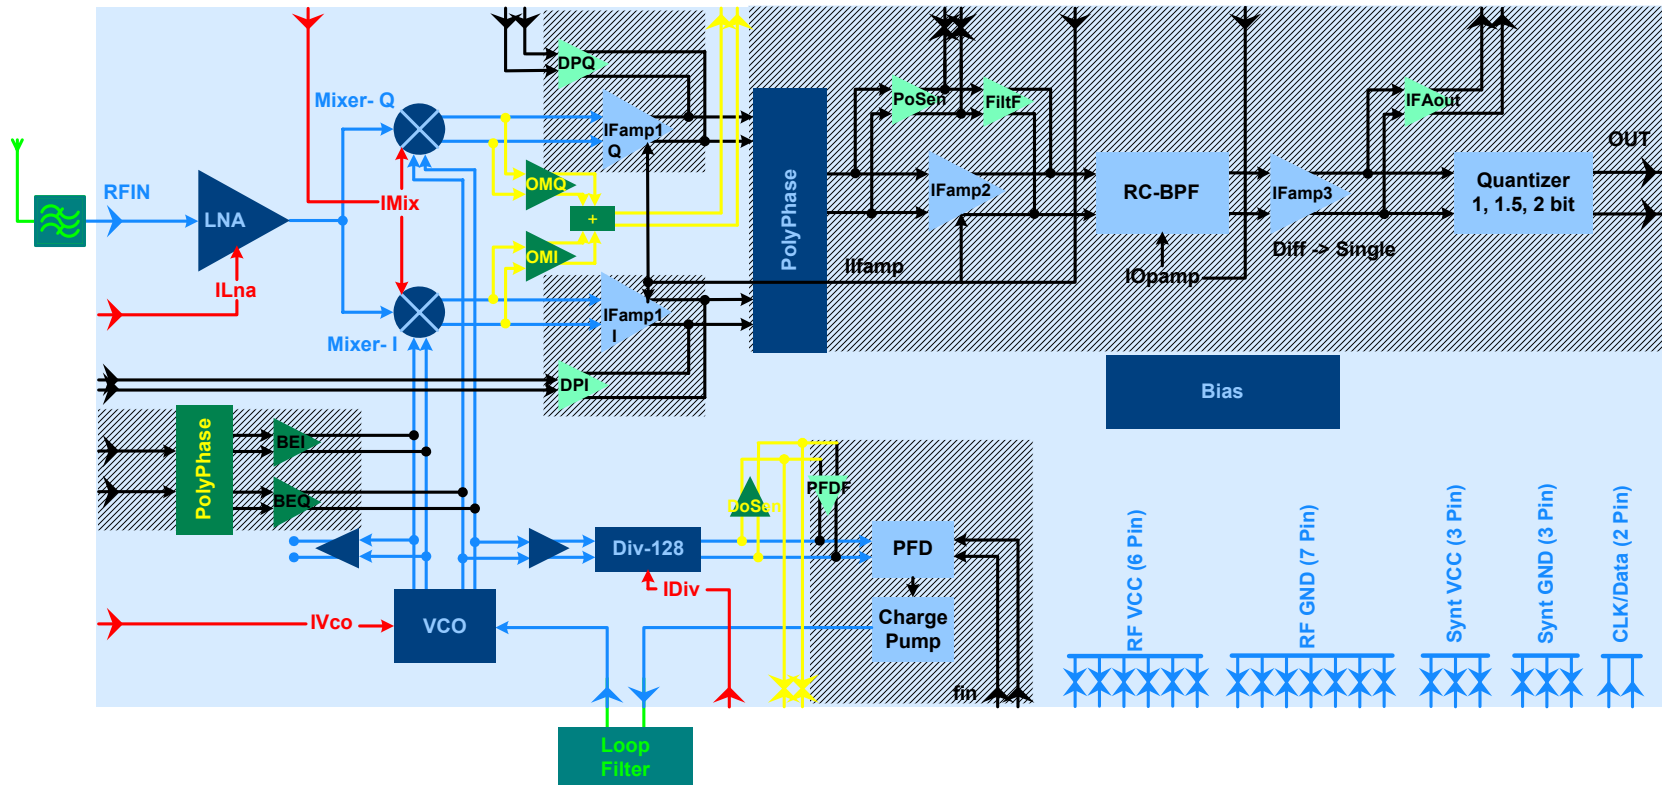 DPQ
PoSen
FiltF
IFAout
Mixer- Q
IFamp1
Q
OUT
RFIN
LNA
IMix
OMQ
+
OMI
PolyPhase
IFamp2
RC-BPF
IFamp3
Quantizer
1, 1.5, 2 bit
IIfamp
IOpamp
Diff -> Single
ILna
Mixer- I
IFamp1
I
DPI
Bias
PolyPhase
BEI
BEQ
DoSen
PFDF
Div-128
PFD
IDiv
IVco
VCO
Charge
Pump
fin
RF VCC (6 Pin)
RF GND (7 Pin)
Synt VCC (3 Pin)
Synt GND (3 Pin)
CLK/Data (2 Pin)
Loop
Filter